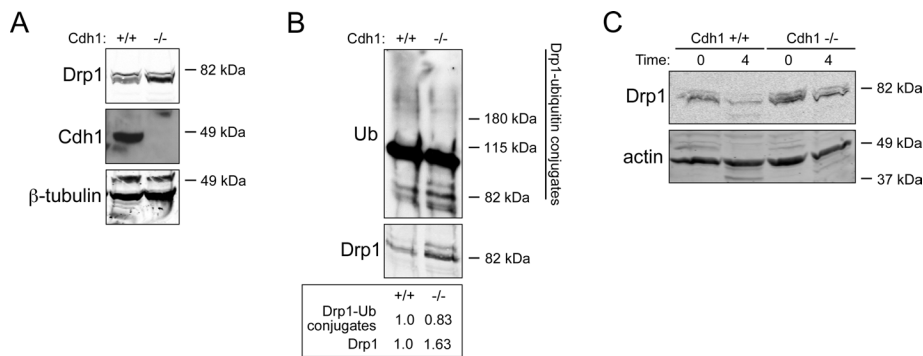 A
Cdh1: +/+ -/-
Drp1
82 kDa
Cdh1
49 kDa
β-tubulin
49 kDa
B
Cdh1: +/+ -/-
Ub
180 kDa
115 kDa
82 kDa
Drp1-ubiquitin conjugates
Drp1
82 kDa
+/+ -/-
Drp1-Ub
conjugates 1.0 0.83
Drp1 1.0 1.63
C
Cdh1 +/+ Cdh1 -/-
Time: 0 4 0 4
Drp1
82 kDa
actin
49 kDa
37 kDa